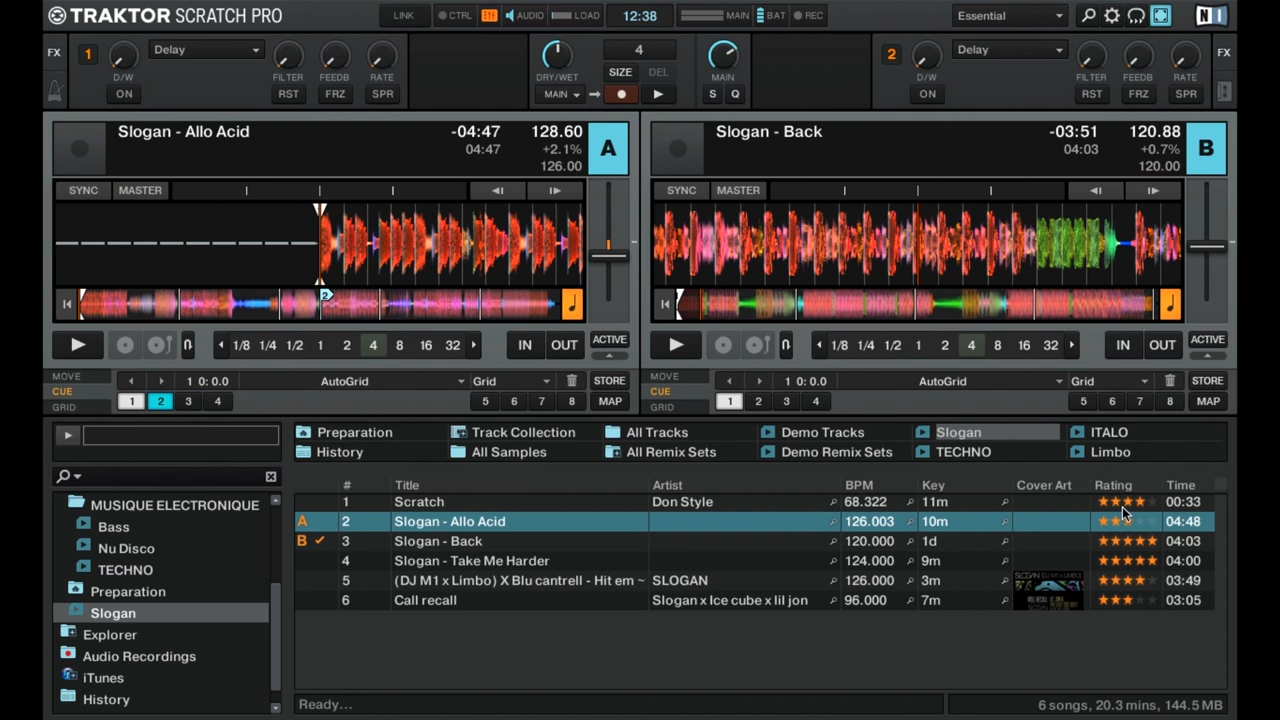 TRAKTOR SCRATCH PRO LINK CTRL AUDIO LOAD 12:38 MAIN BAT REC Essential
FX 1 Delay 4 2 Delay FX
D/W FILTER FEEDB RATE DRY/WET SIZE DEL MAIN D/W FILTER FEEDB RATE
ON RST FRZ SPR MAIN S Q ON RST FRZ SPR
Slogan - Allo Acid -04:47 128.60 A
04:47 +2.1%
126.00
SYNC MASTER
2
1/8 1/4 1/2 1 2 4 8 16 32 IN OUT ACTIVE
MOVE
CUE 1 0: 0.0 AutoGrid Grid STORE
GRID 1 2 3 4 5 6 7 8 MAP
Slogan - Back -03:51 120.88 B
04:03 +0.7%
120.00
SYNC MASTER
1/8 1/4 1/2 1 2 4 8 16 32 IN OUT ACTIVE
MOVE
CUE 1 0: 0.0 AutoGrid Grid STORE
GRID 1 2 3 4 5 6 7 8 MAP
Preparation Track Collection All Tracks Demo Tracks Slogan ITALO
History All Samples All Remix Sets Demo Remix Sets TECHNO Limbo
MUSIQUE ELECTRONIQUE
Bass
Nu Disco
TECHNO
Preparation
Slogan
Explorer
Audio Recordings
iTunes
History
# Title Artist BPM Key Cover Art Rating Time
1 Scratch Don Style 68.322 11m 00:33
A 2 Slogan - Allo Acid 126.003 10m 04:48
B 3 Slogan - Back 120.000 1d 04:03
4 Slogan - Take Me Harder 124.000 9m 04:00
5 (DJ M1 x Limbo) X Blu cantrell - Hit em ~ SLOGAN 126.000 3m 03:49
6 Call recall Slogan x Ice cube x lil jon 96.000 7m 03:05
Ready... 6 songs, 20.3 mins, 144.5 MB